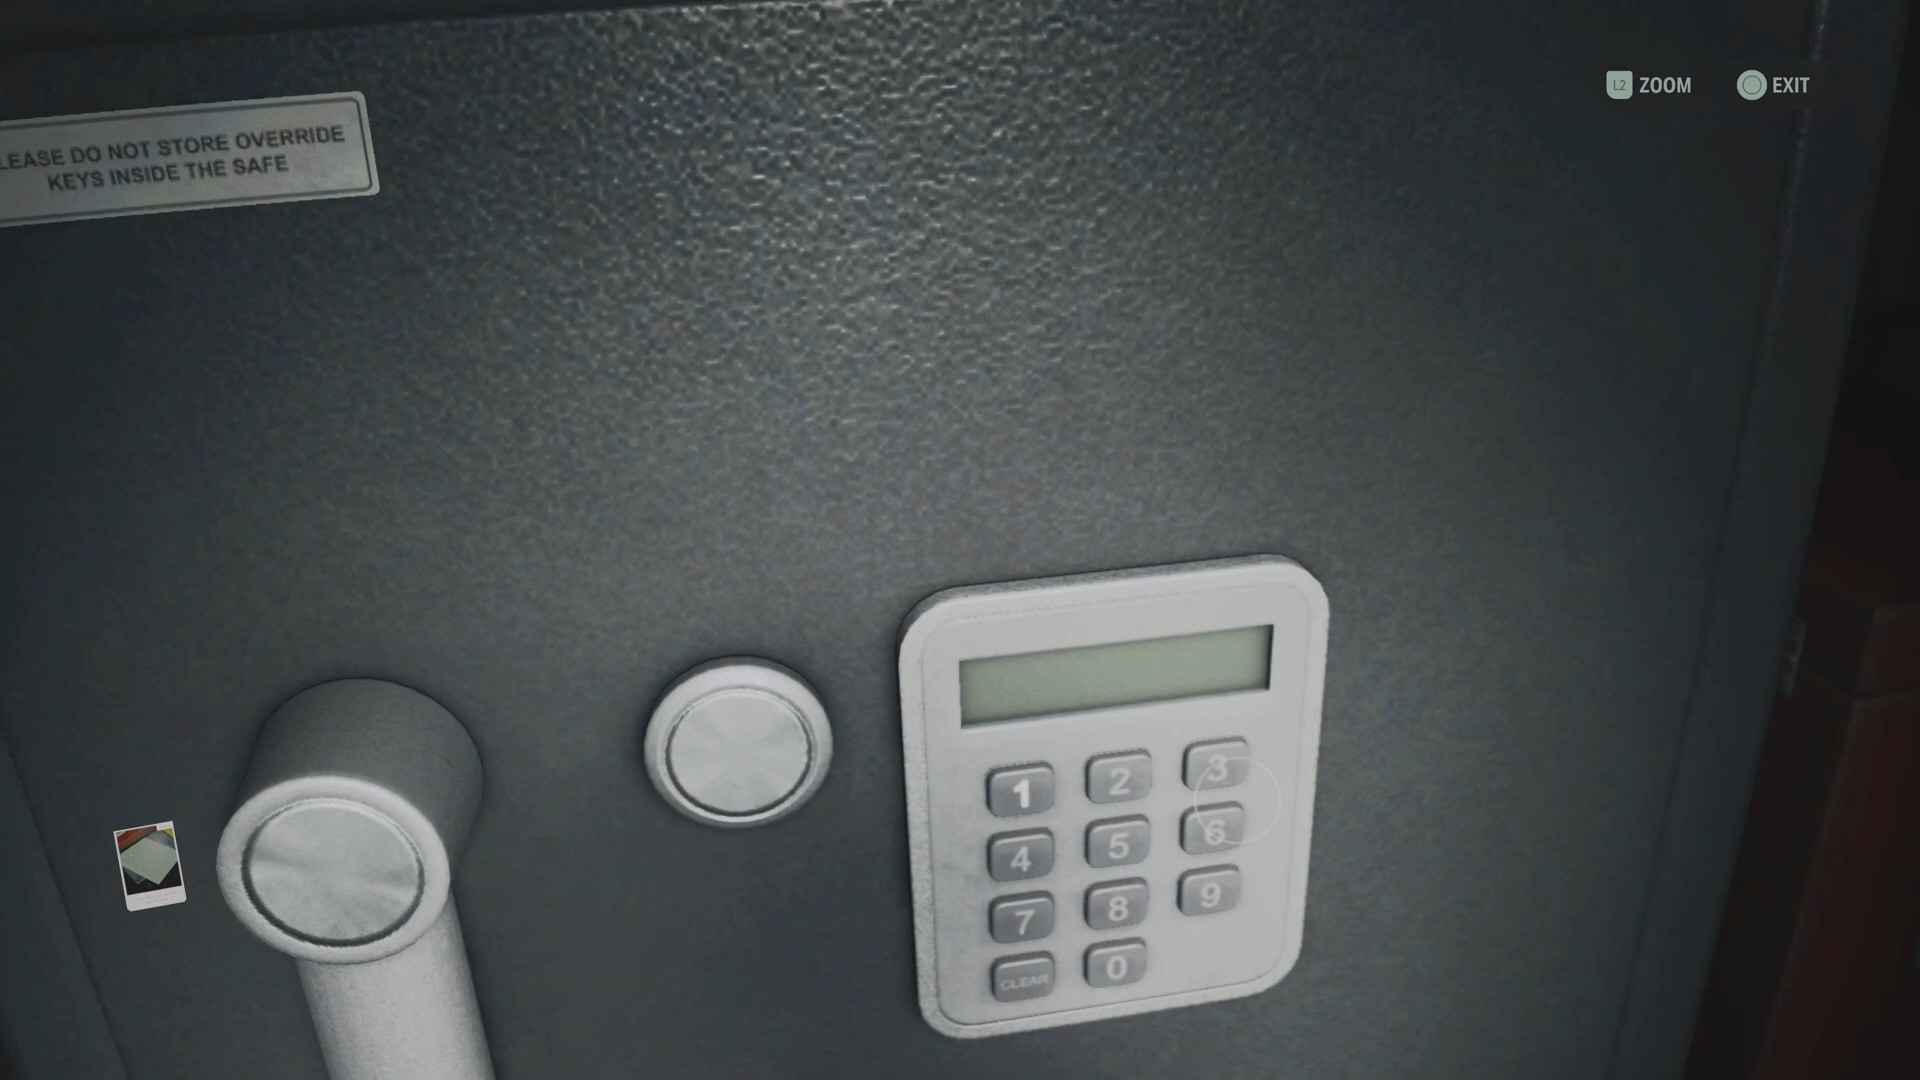 LEASE DO NOT STORE OVERRIDE
KEYS INSIDE THE SAFE
L2 ZOOM EXIT
1 2 3
4 5 6
7 8 9
CLEAR 0